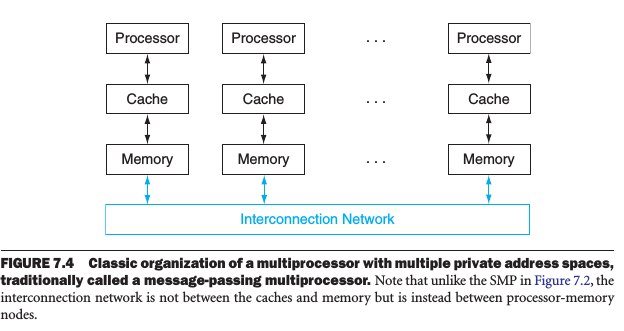 Processor Processor . . . Processor
Cache Cache . . . Cache
Memory Memory . . . Memory
Interconnection Network
FIGURE 7.4 Classic organization of a multiprocessor with multiple private address spaces,
traditionally called a message-passing multiprocessor. Note that unlike the SMP in Figure 7.2, the
interconnection network is not between the caches and memory but is instead between processor-memory
nodes.